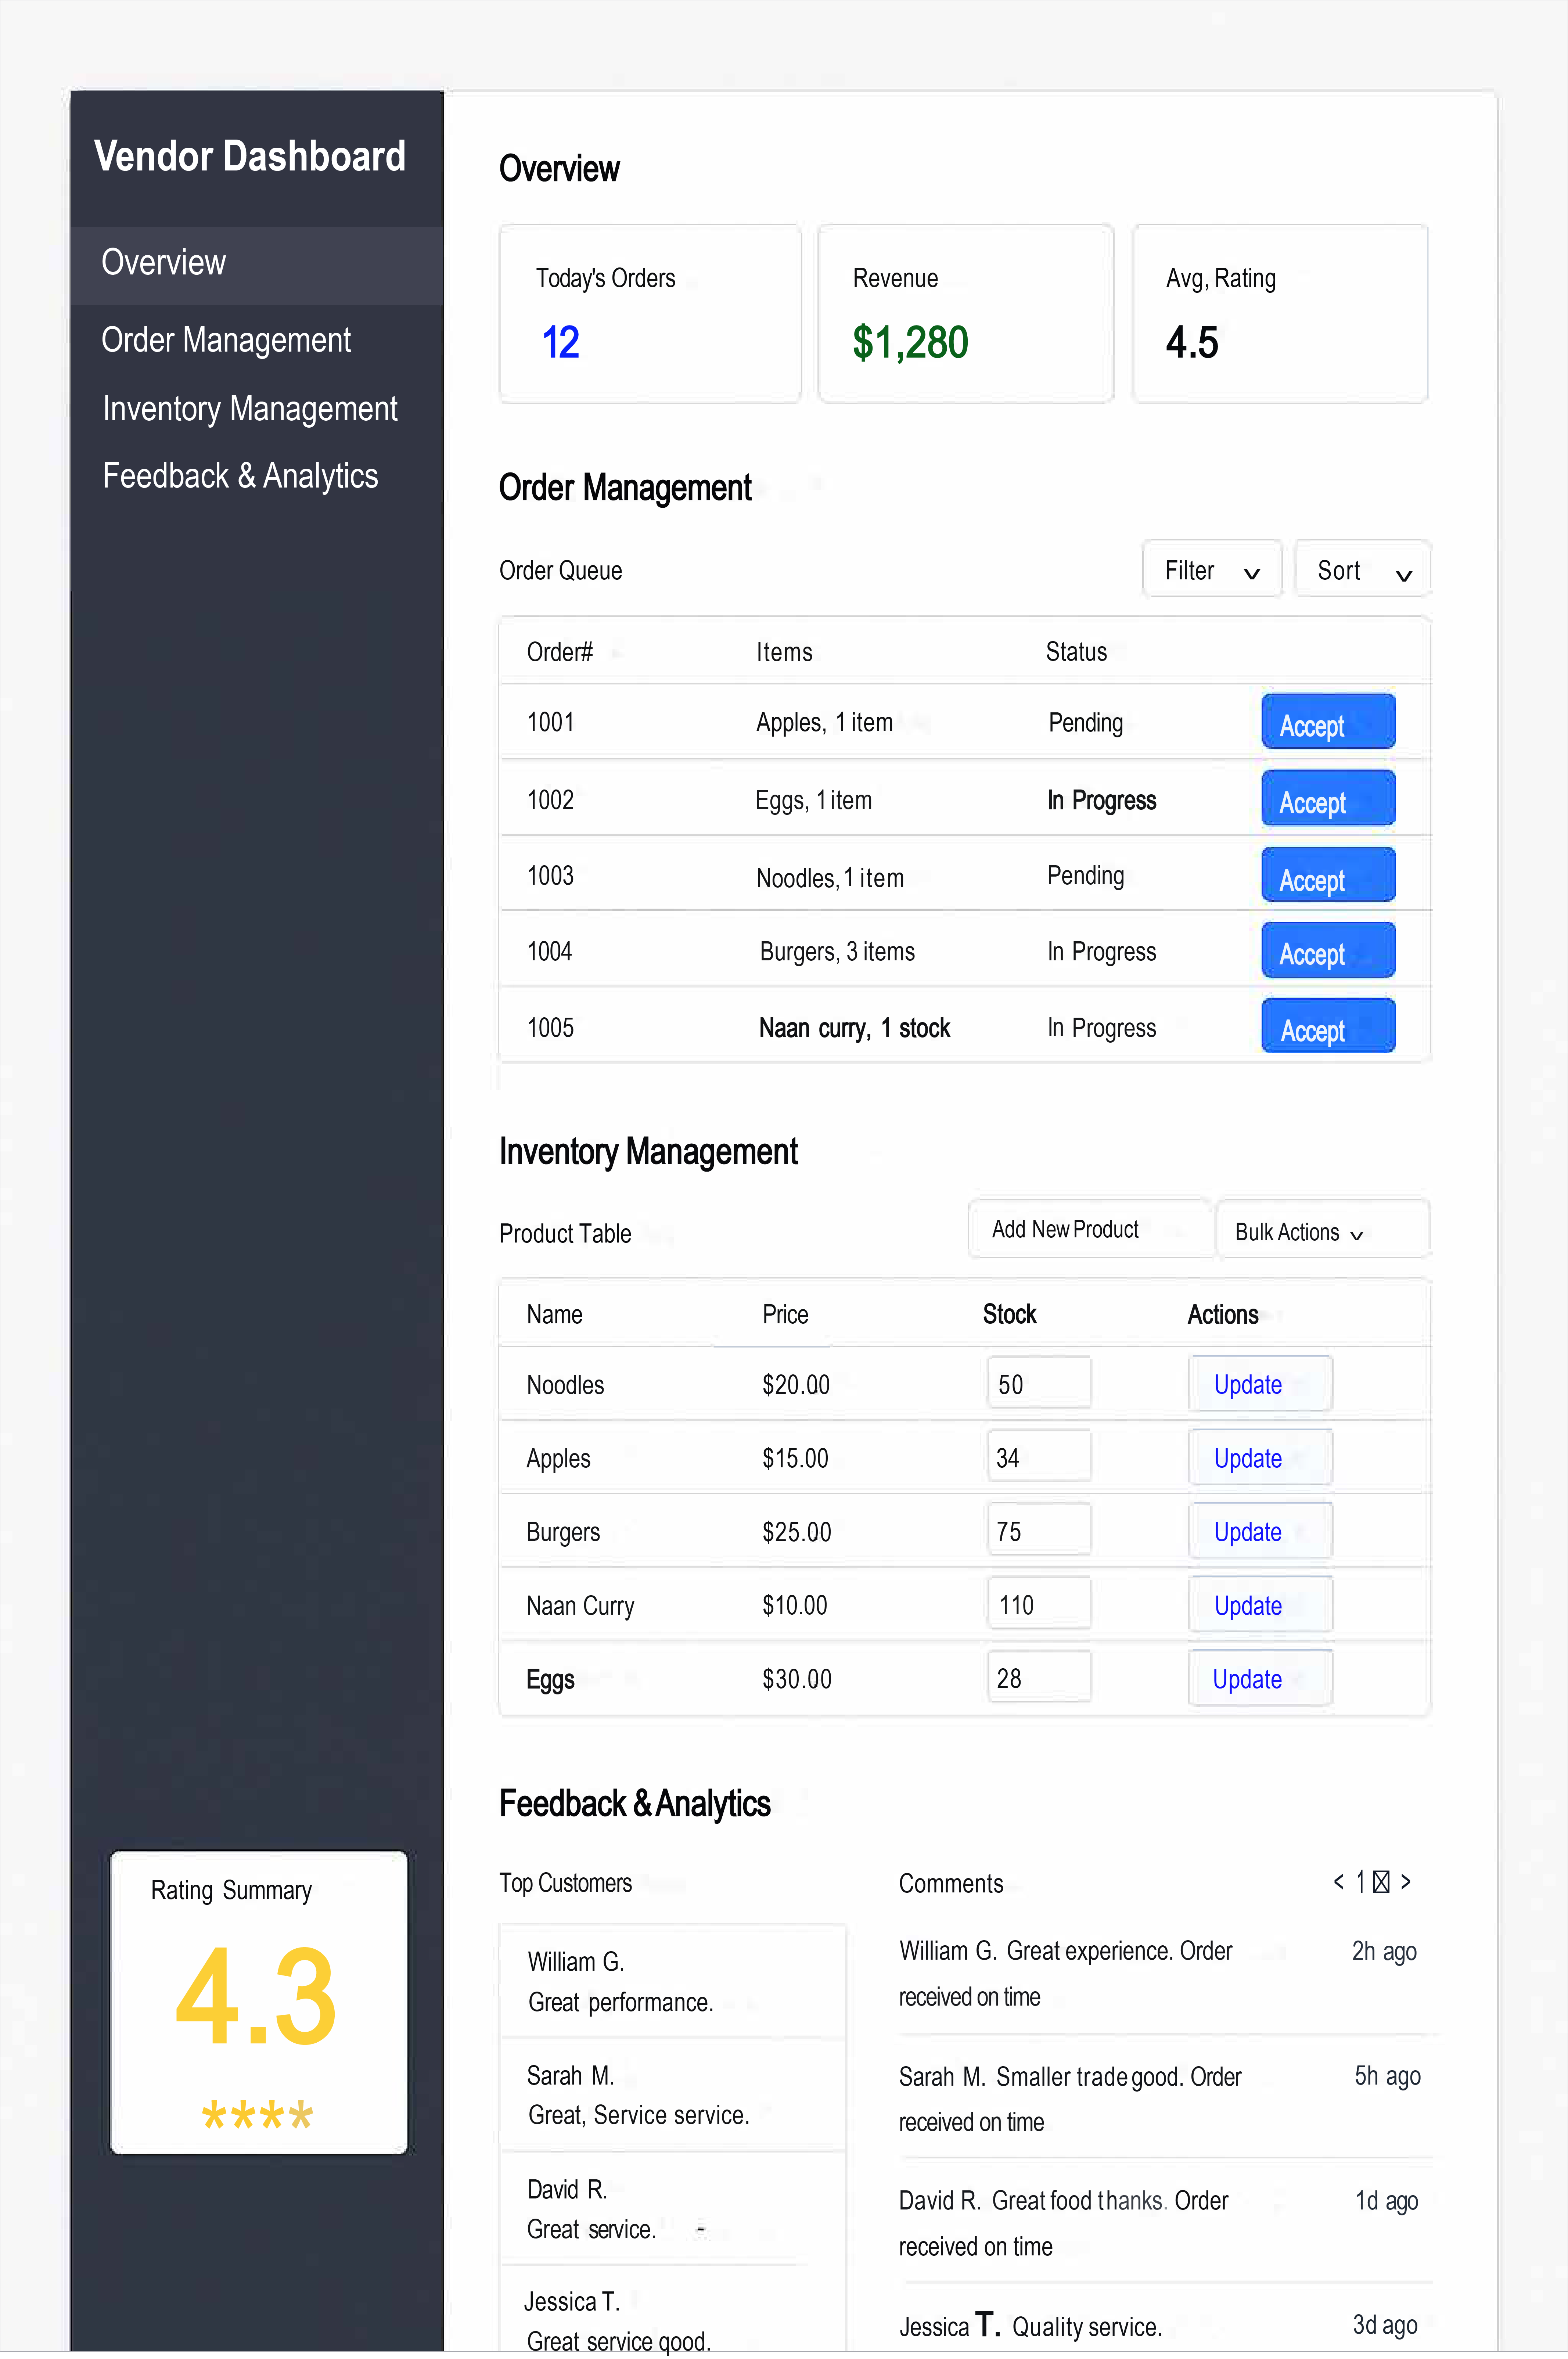 Vendor Dashboard
Overview
Order Management
Inventory Management
Feedback & Analytics
Rating Summary
4.3
****
Overview
Today's Orders
12
Revenue
$1,280
Avg, Rating
4.5
Order Management
Order Queue
Filter
Sort
Order# Items Status
1001 Apples, 1 item Pending Accept
1002 Eggs, 1 item In Progress Accept
1003 Noodles, 1 item Pending Accept
1004 Burgers, 3 items In Progress Accept
1005 Naan curry, 1 stock In Progress Accept
Inventory Management
Product Table
Add New Product
Bulk Actions
Name Price Stock Actions
Noodles $20.00 50 Update
Apples $15.00 34 Update
Burgers $25.00 75 Update
Naan Curry $10.00 110 Update
Eggs $30.00 28 Update
Feedback & Analytics
Top Customers
William G.
Great performance.
Sarah M.
Great, Service service.
David R.
Great service.
Jessica T.
Great service good.
Comments
< 1 >
William G. Great experience. Order 2h ago
received on time
Sarah M. Smaller trade good. Order 5h ago
received on time
David R. Great food thanks. Order 1d ago
received on time
Jessica T. Quality service. 3d ago